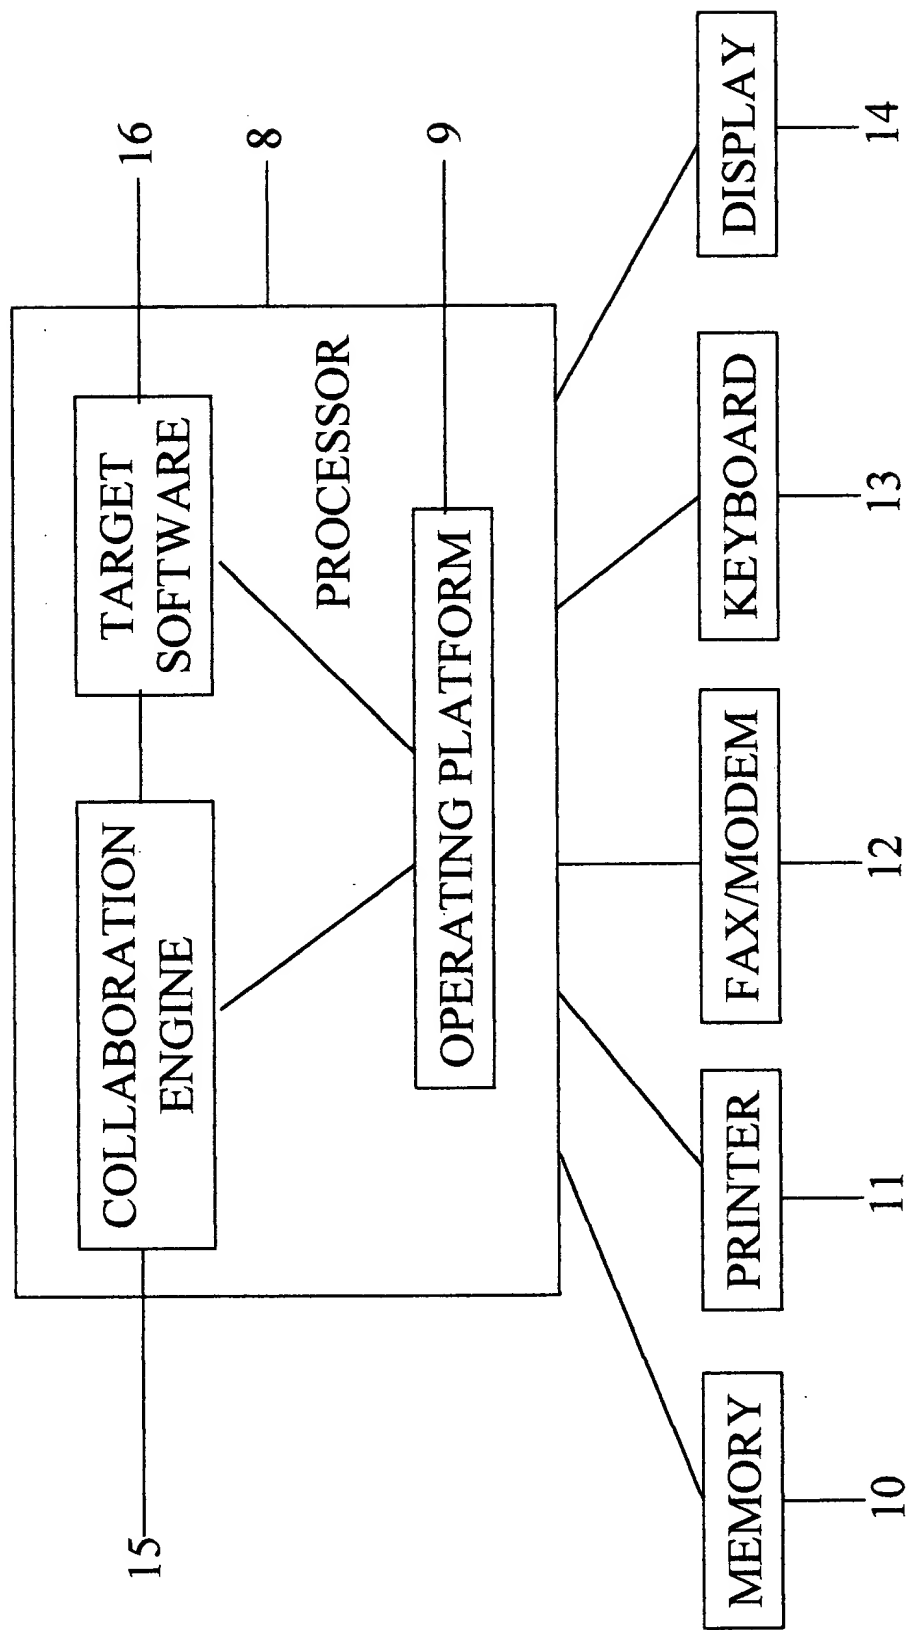 COLLABORATION
ENGINE
TARGET
SOFTWARE
PROCESSOR
OPERATING PLATFORM
15
16
8
9
MEMORY
PRINTER
FAX/MODEM
KEYBOARD
DISPLAY
10
11
12
13
14